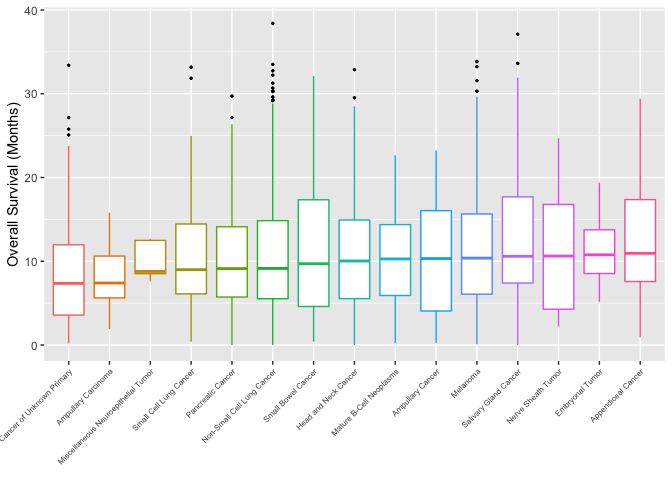 40
30
20
10
0
Overall Survival (Months)
Cancer of Unknown Primary
Ampullary Carcinoma
Miscellaneous Neuroepithelial Tumor
Small Cell Lung Cancer
Pancreatic Cancer
Non-Small Cell Lung Cancer
Small Bowel Cancer
Head and Neck Cancer
Mature B-Cell Neoplasms
Ampullary Cancer
Melanoma
Salivary Gland Cancer
Nerve Sheath Tumor
Embryonal Tumor
Appendiceal Cancer